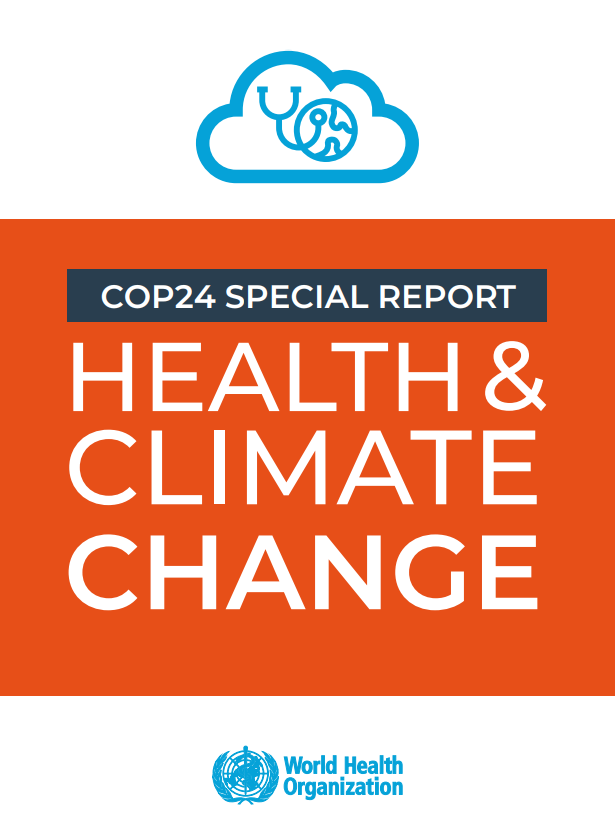 COP24 SPECIAL REPORT
HEALTH &
CLIMATE
CHANGE
World Health
Organization